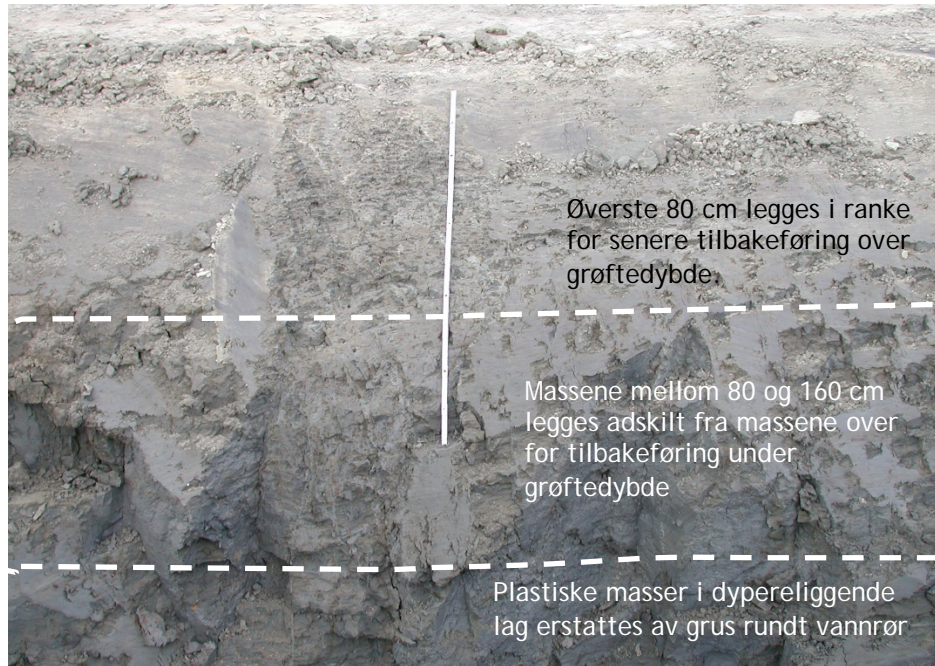 Øverste 80 cm legges i ranke
for senere tilbakeføring over
grøftedybde.
Massene mellom 80 og 160 cm
legges adskilt fra massene over
for tilbakeføring under
grøftedybde
Plastiske masser i dypereliggende
lag erstattes av grus rundt vannrør